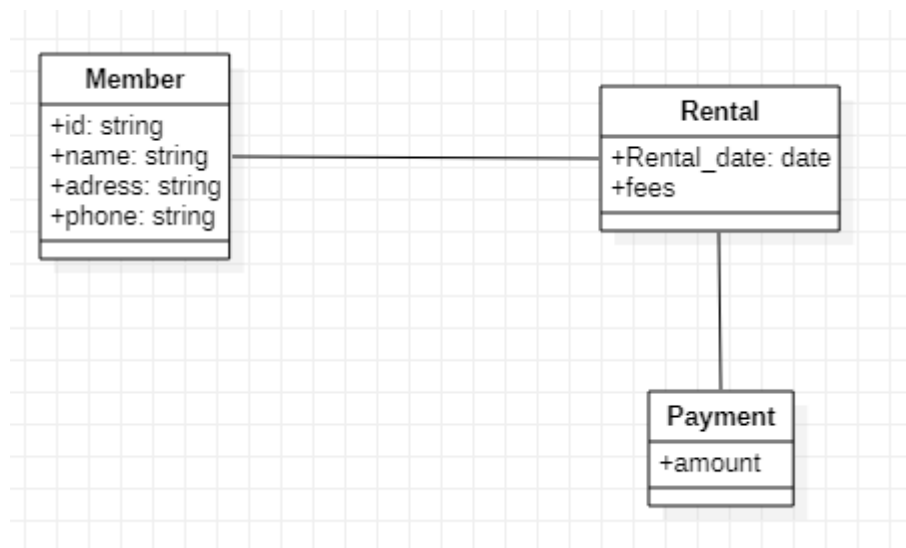 Member
+id: string
+name: string
+adress: string
+phone: string
Rental
+Rental_date: date
+fees
Payment
+amount